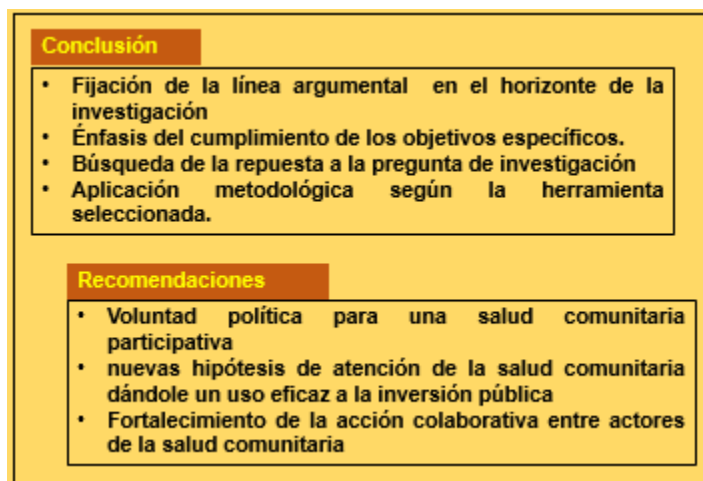 Conclusión
• Fijación de la línea argumental en el horizonte de la
investigación
• Énfasis del cumplimiento de los objetivos específicos.
• Búsqueda de la repuesta a la pregunta de investigación
• Aplicación metodológica según la herramienta
seleccionada.
Recomendaciones
• Voluntad política para una salud comunitaria
participativa
• nuevas hipótesis de atención de la salud comunitaria
dándole un uso eficaz a la inversión pública
• Fortalecimiento de la acción colaborativa entre actores
de la salud comunitaria